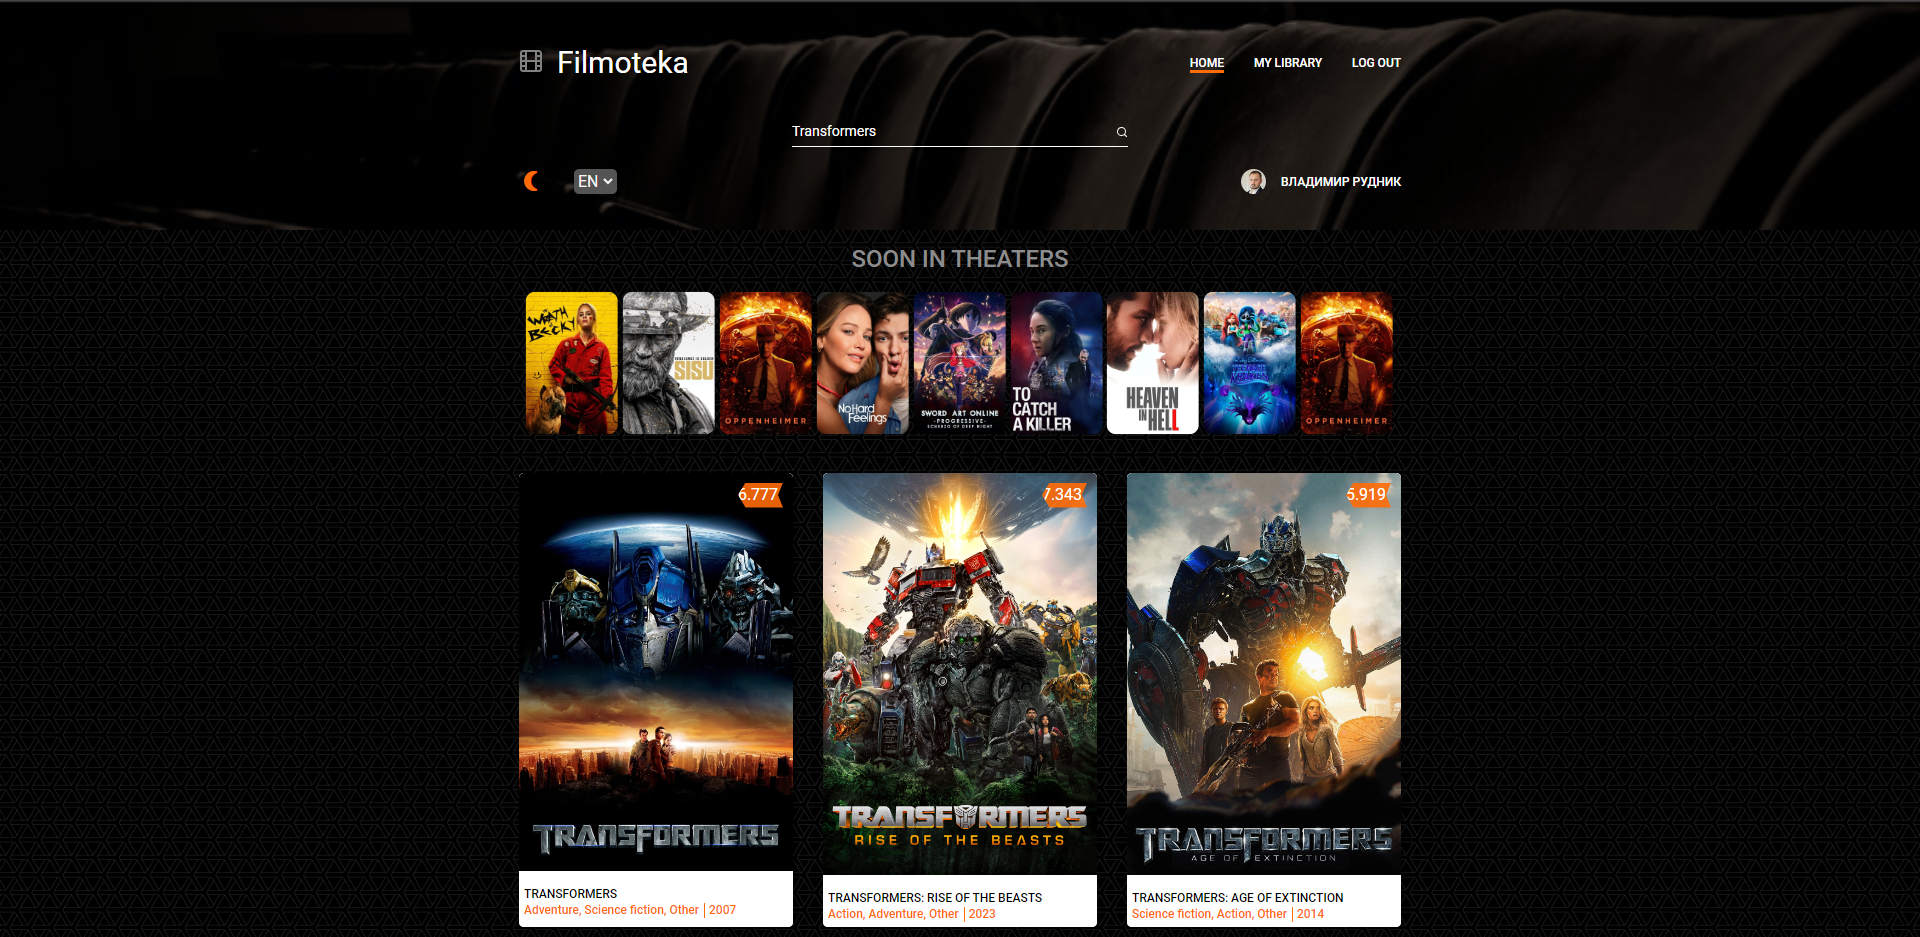 Filmoteka
HOME
MY LIBRARY
LOG OUT
Transformers
EN
ВЛАДИМИР РУДНИК
SOON IN THEATERS
WRATH
BECKY
VENGEANCE IS GOLDEN
SISU
OPPENHEIMER
No Hard
Feelings
SWORD ART ONLINE
-PROGRESSIVE-
SCHERZO OF DEEP NIGHT
TO
CATCH
A KILLER
HEAVEN
IN
HELL
OPPENHEIMER
6.777
7.343
5.919
TRANSFORMERS
TRANSFORMERS
RISE OF THE BEASTS
TRANSFORMERS
AGE OF EXTINCTION
TRANSFORMERS
Adventure, Science fiction, Other | 2007
TRANSFORMERS: RISE OF THE BEASTS
Action, Adventure, Other | 2023
TRANSFORMERS: AGE OF EXTINCTION
Science fiction, Action, Other | 2014